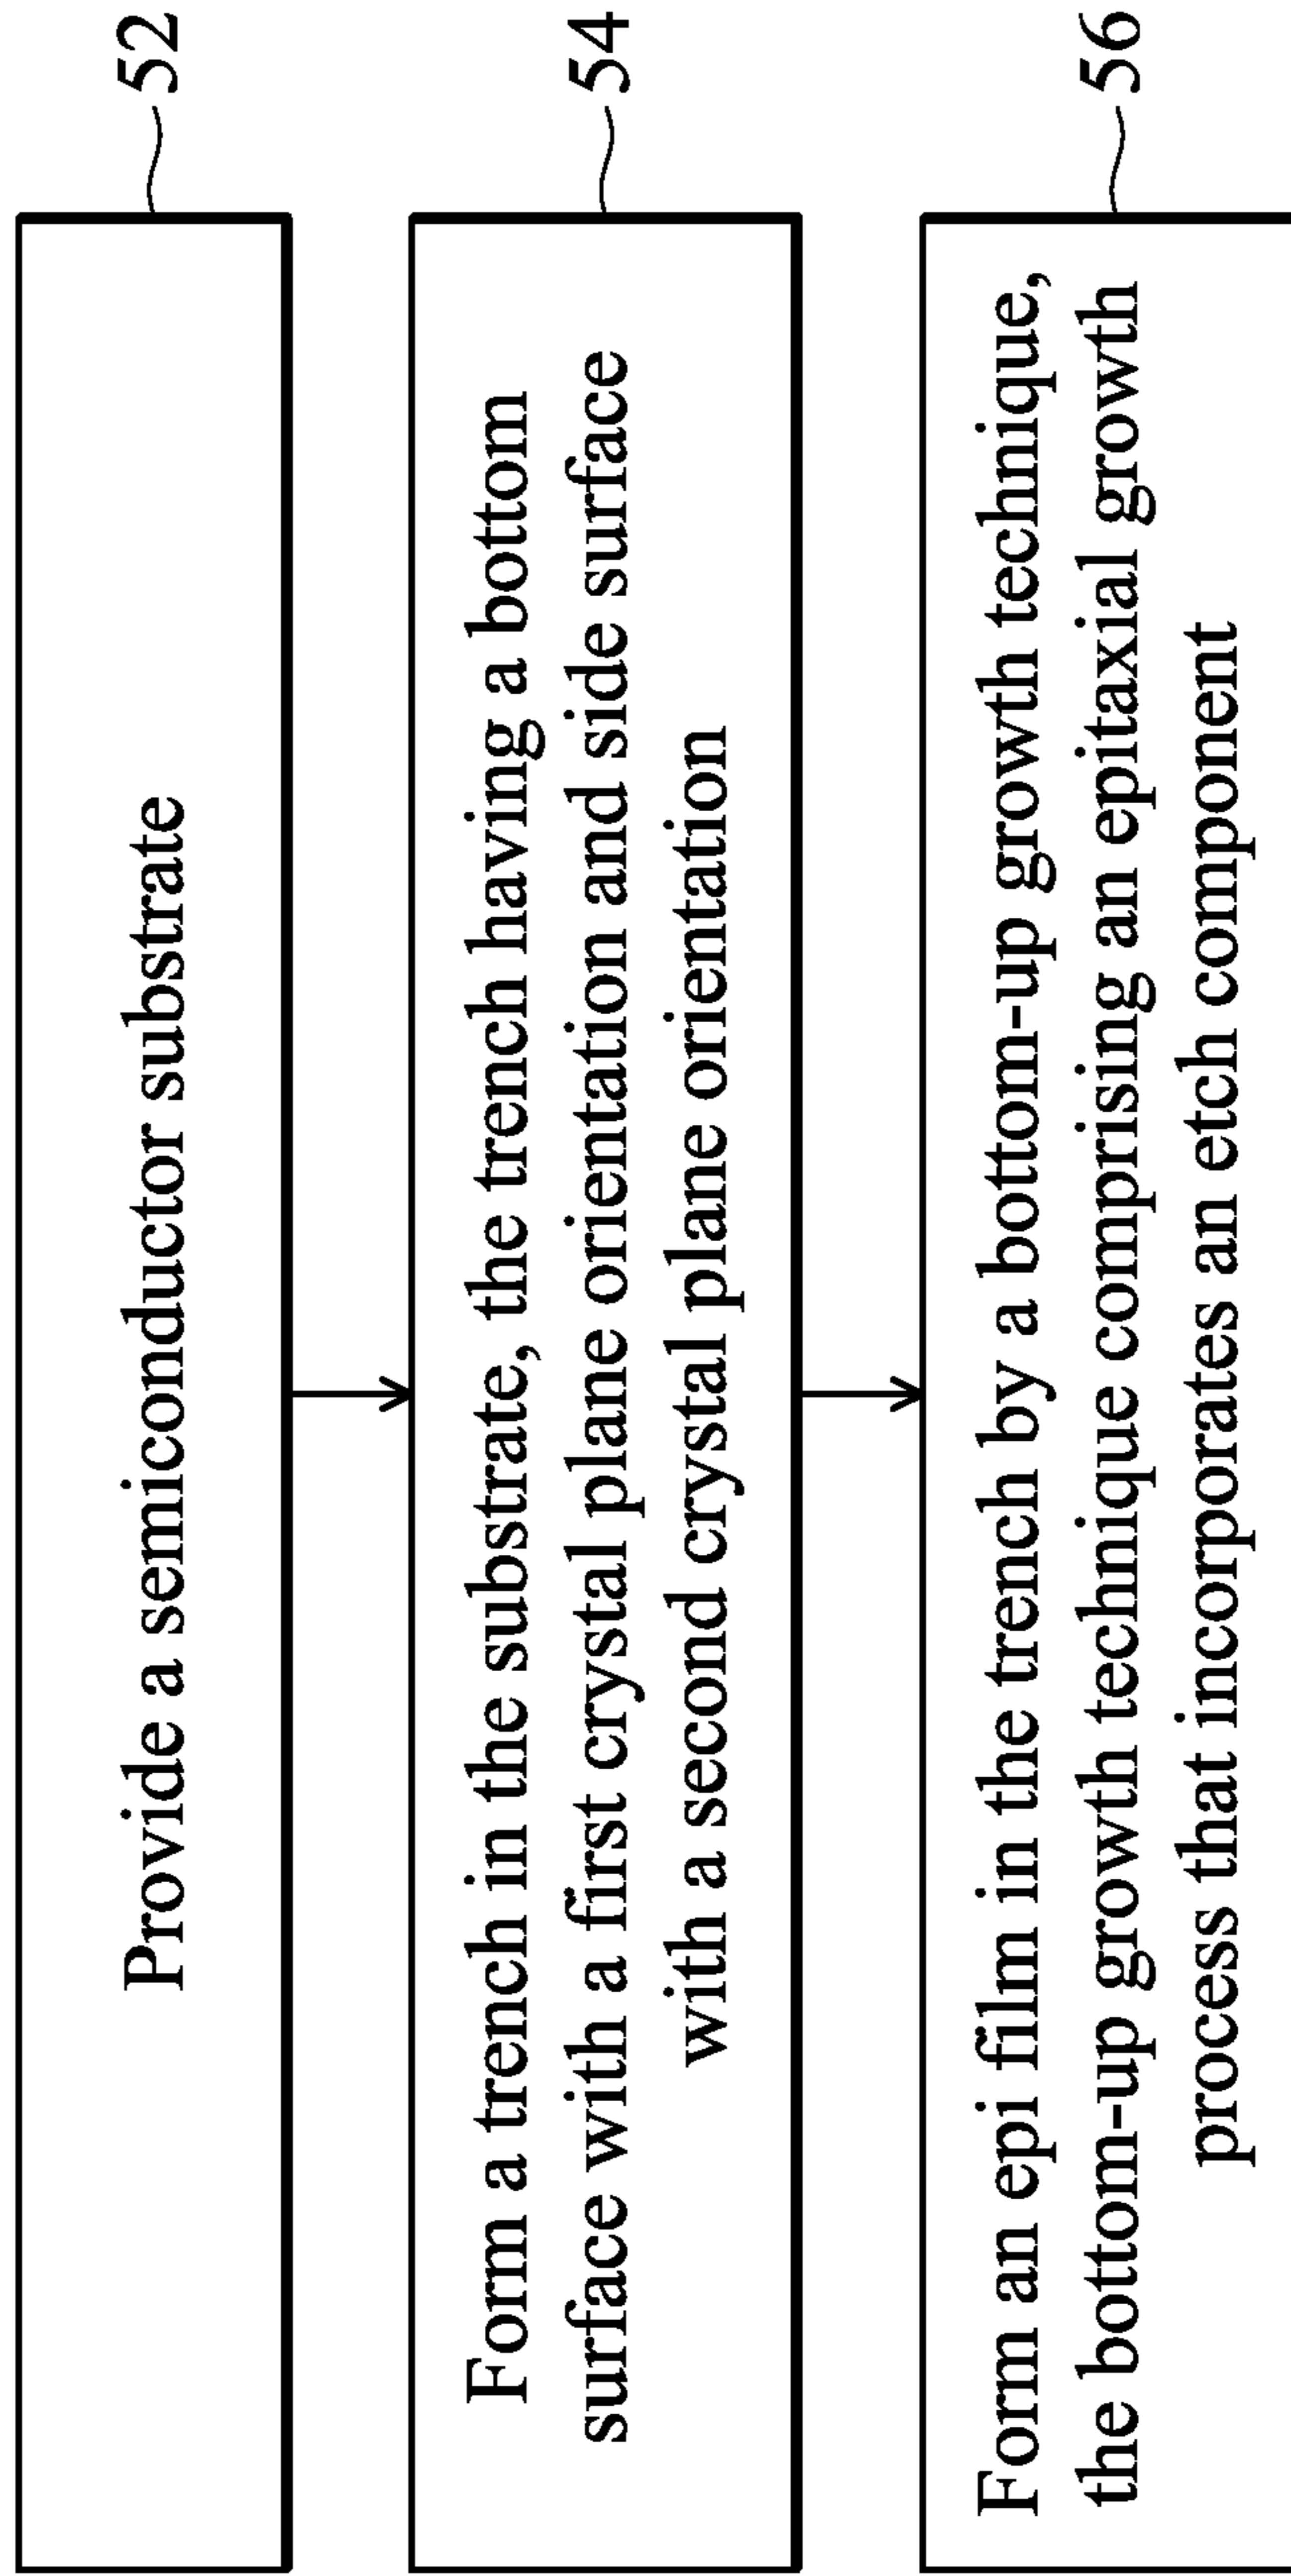 Provide a semiconductor substrate
52
Form a trench in the substrate, the trench having a bottom
surface with a first crystal plane orientation and side surface
with a second crystal plane orientation
54
Form an epi film in the trench by a bottom-up growth technique,
the bottom-up growth technique comprising an epitaxial growth
process that incorporates an etch component
56